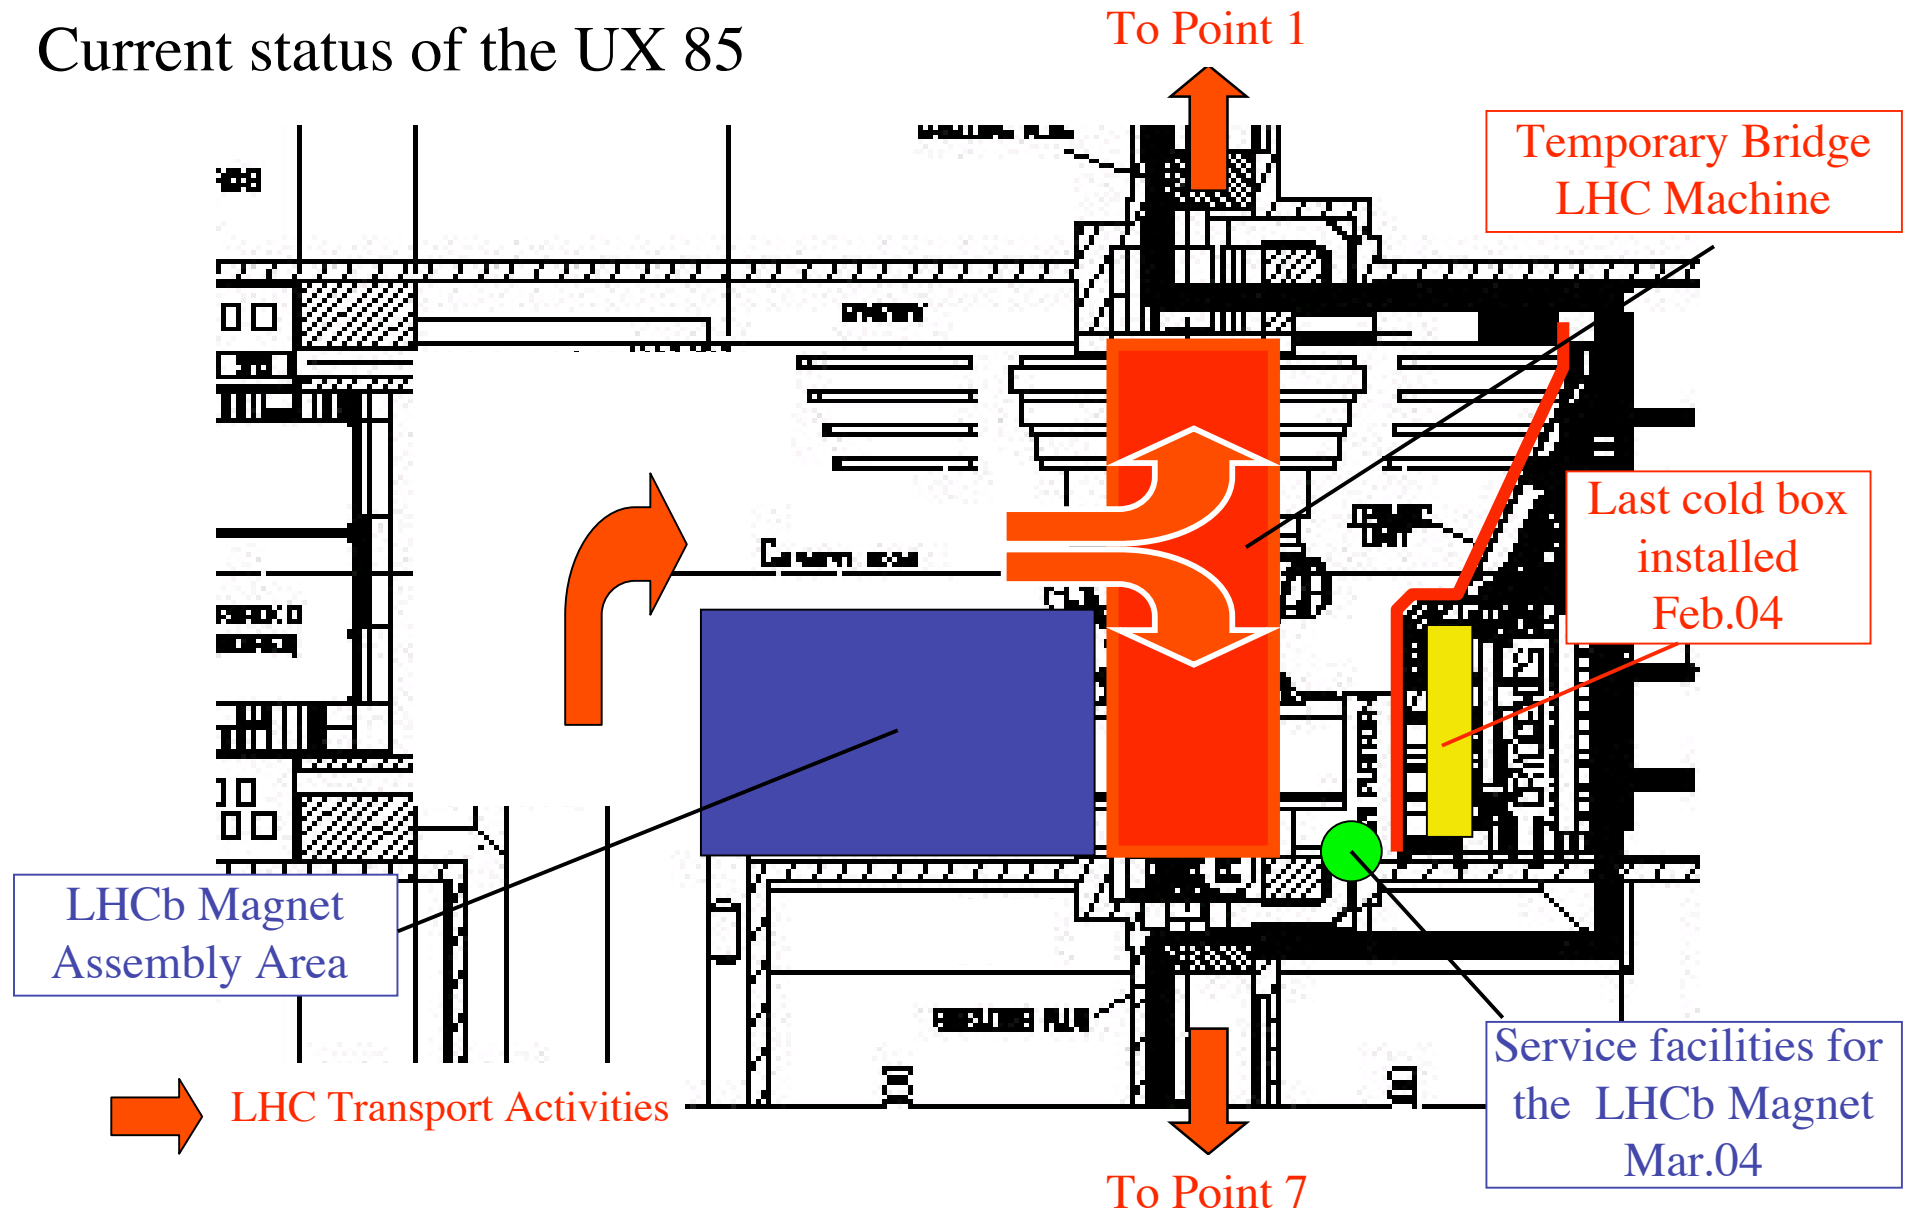 Current status of the UX 85
To Point 1
Temporary Bridge
LHC Machine
Last cold box
installed
Feb.04
LHCb Magnet
Assembly Area
LHC Transport Activities
Service facilities for
the LHCb Magnet
Mar.04
To Point 7